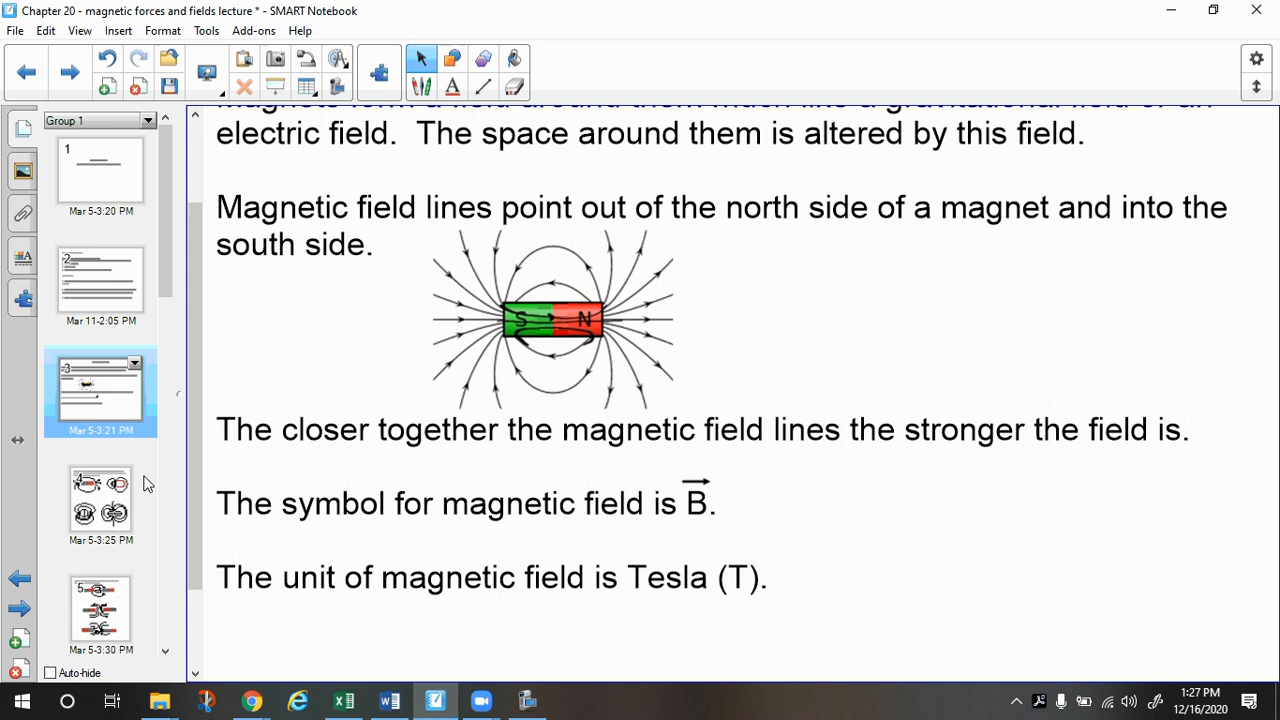 Chapter 20 - magnetic forces and fields lecture * - SMART Notebook
File Edit View Insert Format Tools Add-ons Help
Group 1
1
Mar 5-3:20 PM
2
Mar 11-2:05 PM
3
Mar 5-3:21 PM
4
Mar 5-3:25 PM
5
Mar 5-3:30 PM
Auto-hide
electric field. The space around them is altered by this field.
Magnetic field lines point out of the north side of a magnet and into the
south side.
S N
The closer together the magnetic field lines the stronger the field is.
The symbol for magnetic field is B.
The unit of magnetic field is Tesla (T).
1:27 PM
12/16/2020